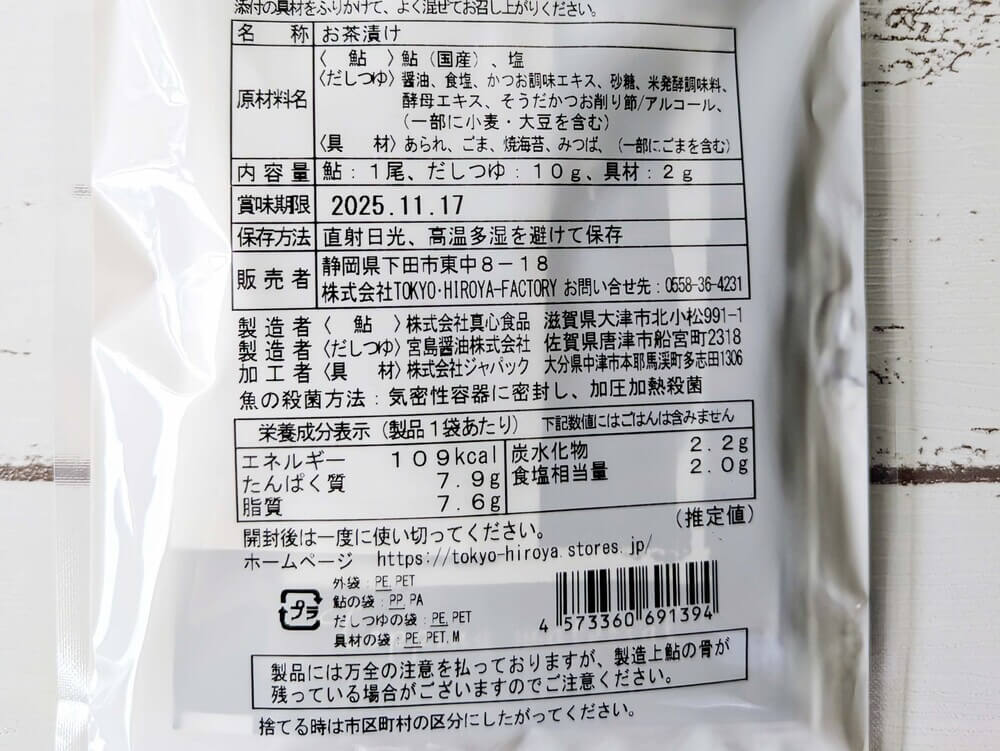 添付の具材をふりかけて、よく混ぜてお召し上がりください。
名称 お茶漬け
原材料名 〈鮎〉鮎（国産）、塩
〈だしつゆ〉醤油、食塩、かつお調味エキス、砂糖、米発酵調味料、
酵母エキス、そうだかつお削り節/アルコール、
（一部に小麦・大豆を含む）
〈具材〉あられ、ごま、焼海苔、みつば、（一部にごまを含む）
内容量 鮎：1尾、だしつゆ：10g、具材：2g
賞味期限 2025.11.17
保存方法 直射日光、高温多湿を避けて保存
販売者 静岡県下田市東中8－18
株式会社TOKYO・HIROYA-FACTORY お問い合せ先：0558-36-4231
製造者〈鮎〉株式会社真心食品 滋賀県大津市北小松991-1
製造者〈だしつゆ〉宮島醤油株式会社 佐賀県唐津市船宮町2318
加工者〈具材〉株式会社ジャパック 大分県中津市本耶馬渓町多志田1306
魚の殺菌方法：気密性容器に密封し、加圧加熱殺菌
栄養成分表示（製品1袋あたり） 下記数値にはごはんは含みません
エネルギー 109kcal 炭水化物 2.2g
たんぱく質 7.9g 食塩相当量 2.0g
脂質 7.6g
（推定値）
開封後は一度に使い切ってください。
ホームページ https://tokyo-hiroya.stores.jp/
プラ
外袋：PE,PET
鮎の袋：PP,PA
だしつゆの袋：PE,PET
具材の袋：PE,PET,M
4 573360 691394
製品には万全の注意を払っておりますが、製造上鮎の骨が
残っている場合がございますのでご注意ください。
捨てる時は市区町村の区分にしたがってください。